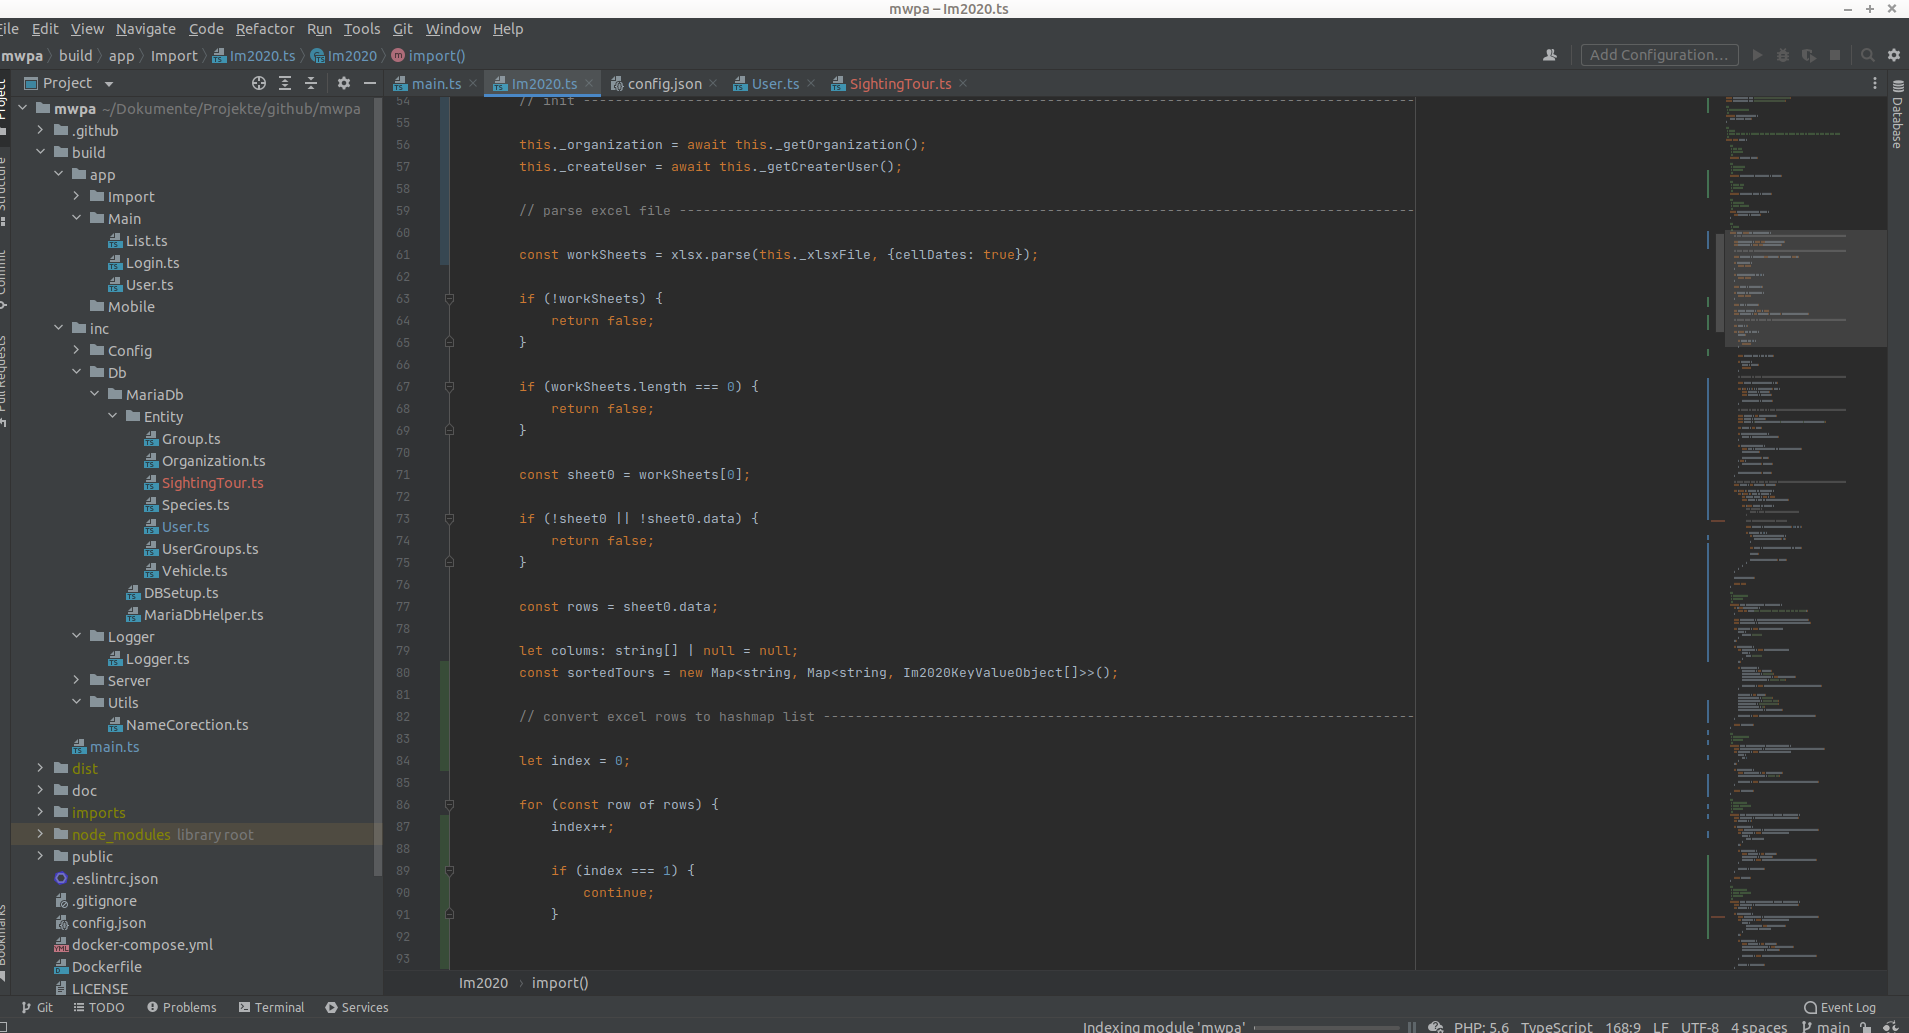 mwpa – Im2020.ts
File Edit View Navigate Code Refactor Run Tools Git Window Help
mwpa build app Import Im2020.ts Im2020 import() Add Configuration...
Project
main.ts Im2020.ts config.json User.ts SightingTour.ts
mwpa ~/Dokumente/Projekte/github/mwpa
.github
build
app
Import
Main
List.ts
Login.ts
User.ts
Mobile
inc
Config
Db
MariaDb
Entity
Group.ts
Organization.ts
SightingTour.ts
Species.ts
User.ts
UserGroups.ts
Vehicle.ts
DBSetup.ts
MariaDbHelper.ts
Logger
Logger.ts
Server
Utils
NameCorection.ts
main.ts
dist
doc
imports
node_modules library root
public
.eslintrc.json
.gitignore
config.json
docker-compose.yml
Dockerfile
LICENSE
Project
Structure
Commit
Pull Requests
Bookmarks
54 // init
55
56 this._organization = await this._getOrganization();
57 this._createUser = await this._getCreaterUser();
58
59 // parse excel file
60
61 const workSheets = xlsx.parse(this._xlsxFile, {cellDates: true});
62
63 if (!workSheets) {
64 return false;
65 }
66
67 if (workSheets.length === 0) {
68 return false;
69 }
70
71 const sheet0 = workSheets[0];
72
73 if (!sheet0 || !sheet0.data) {
74 return false;
75 }
76
77 const rows = sheet0.data;
78
79 let colums: string[] | null = null;
80 const sortedTours = new Map<string, Map<string, Im2020KeyValueObject[]>>();
81
82 // convert excel rows to hashmap list
83
84 let index = 0;
85
86 for (const row of rows) {
87 index++;
88
89 if (index === 1) {
90 continue;
91 }
92
93
Database
Im2020 import()
Git TODO Problems Terminal Services Event Log
Indexing module 'mwpa' PHP: 5.6 TypeScript 168:9 LF UTF-8 4 spaces main